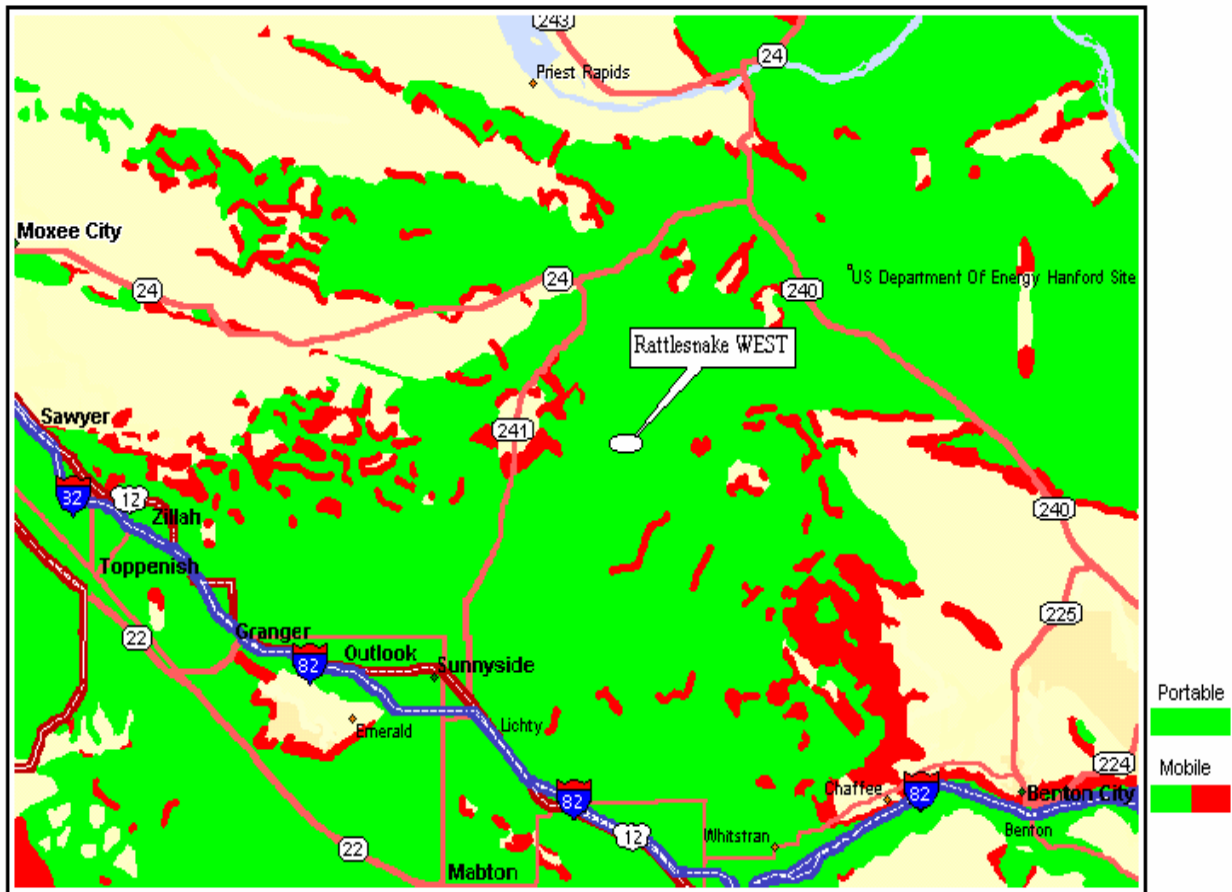 243
24
Priest Rapids
Moxee City
24
24
240
US Department Of Energy Hanford Site
Rattlesnake WEST
Sawyer
241
82
12
Zillah
240
Toppenish
225
22
Granger
82
Outlook
Sunnyside
Emerald
Lichty
Portable
224
Mobile
Chaffee
82
82
Benton City
12
Whitstran
Benton
22
Mabton